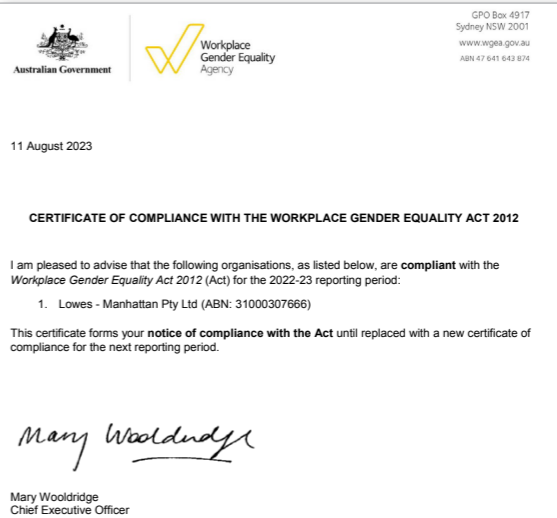 GPO Box 4917
Sydney NSW 2001
www.wgea.gov.au
ABN 47 641 643 874
Australian Government
Workplace
Gender Equality
Agency
11 August 2023
CERTIFICATE OF COMPLIANCE WITH THE WORKPLACE GENDER EQUALITY ACT 2012
I am pleased to advise that the following organisations, as listed below, are compliant with the
Workplace Gender Equality Act 2012 (Act) for the 2022-23 reporting period:
1. Lowes - Manhattan Pty Ltd (ABN: 31000307666)
This certificate forms your notice of compliance with the Act until replaced with a new certificate of
compliance for the next reporting period.
Mary Wooldridge
Mary Wooldridge
Chief Executive Officer